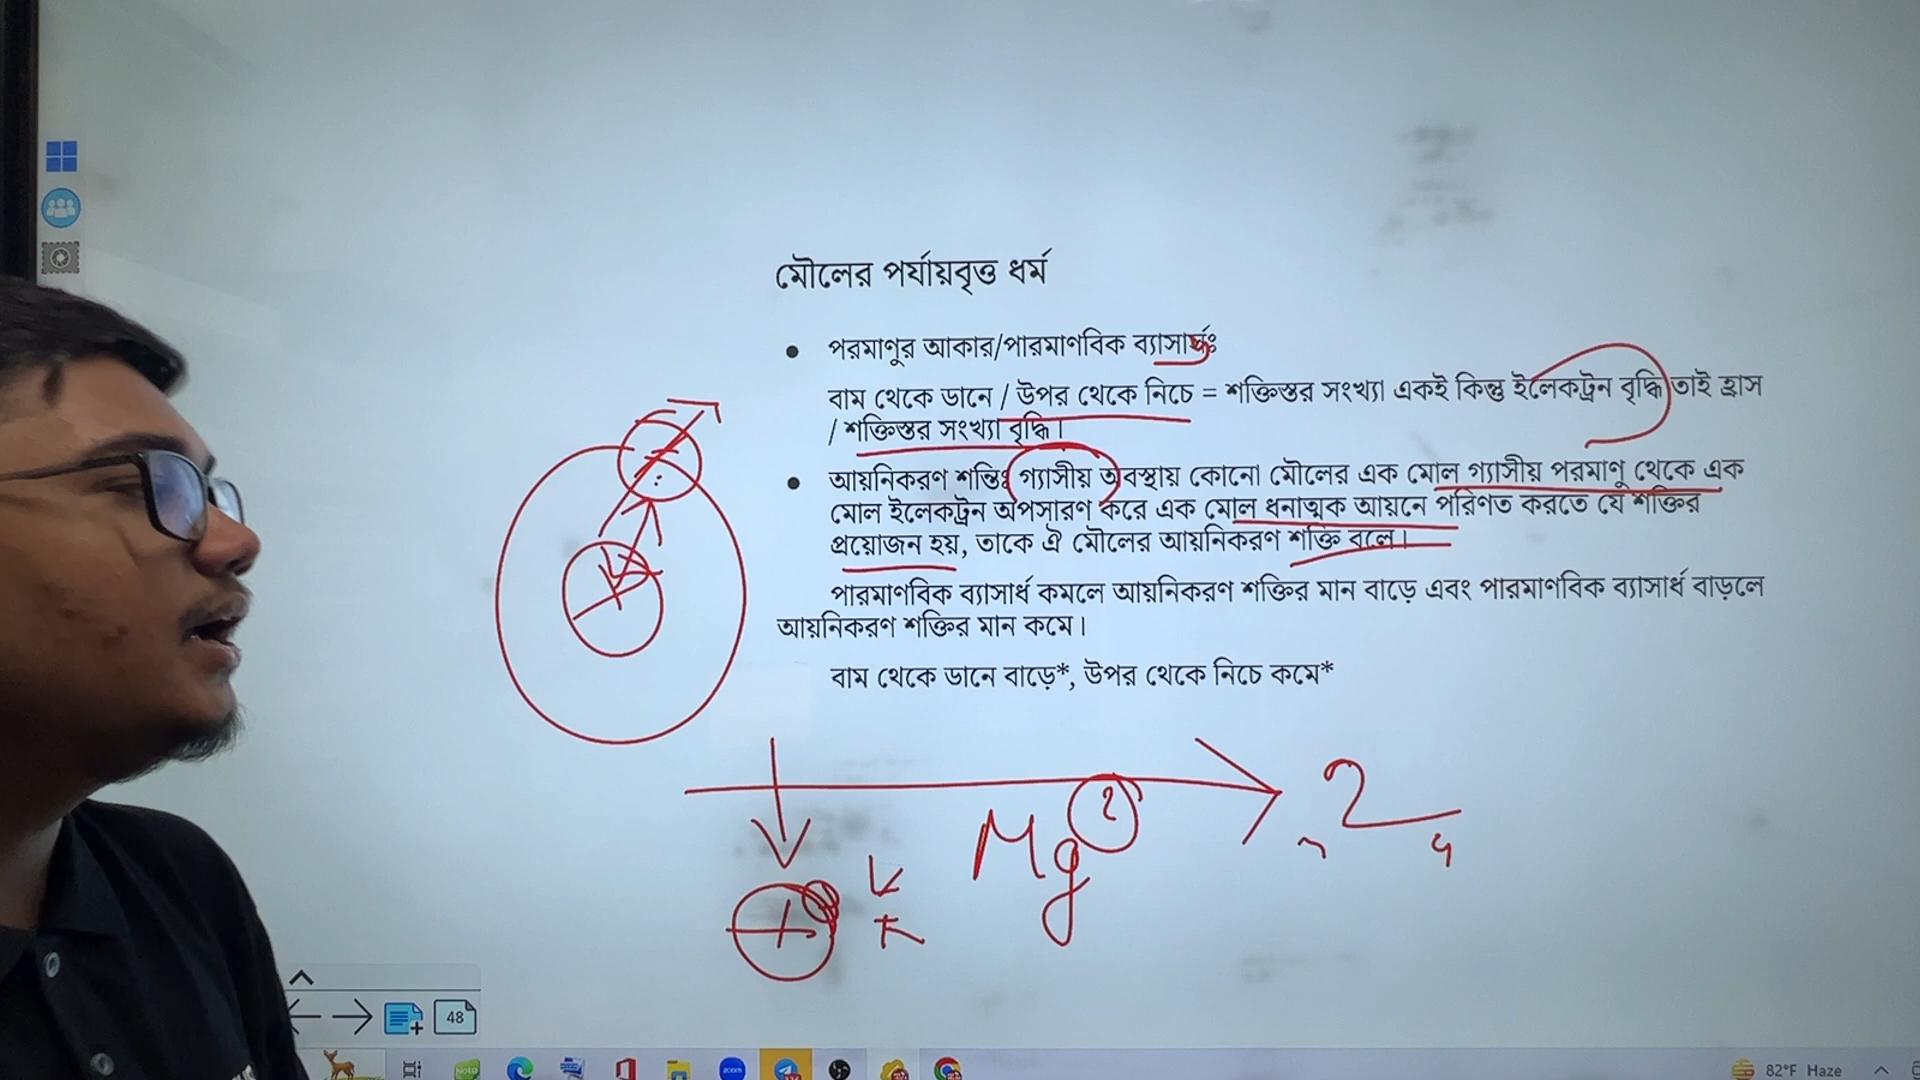 মৌলের পর্যায়বৃত্ত ধর্ম
পরমাণুর আকার/পারমাণবিক ব্যাসার্ধঃ
বাম থেকে ডানে / উপর থেকে নিচে = শক্তিস্তর সংখ্যা একই কিন্তু ইলেকট্রন বৃদ্ধি তাই হ্রাস
/ শক্তিস্তর সংখ্যা বৃদ্ধি।
আয়নিকরণ শক্তিঃ গ্যাসীয় অবস্থায় কোনো মৌলের এক মোল গ্যাসীয় পরমাণু থেকে এক
মোল ইলেকট্রন অপসারণ করে এক মোল ধনাত্মক আয়নে পরিণত করতে যে শক্তির
প্রয়োজন হয়, তাকে ঐ মৌলের আয়নিকরণ শক্তি বলে।
পারমাণবিক ব্যাসার্ধ কমলে আয়নিকরণ শক্তির মান বাড়ে এবং পারমাণবিক ব্যাসার্ধ বাড়লে
আয়নিকরণ শক্তির মান কমে।
বাম থেকে ডানে বাড়ে*, উপর থেকে নিচে কমে*
Mg
2
48
zoom
82°F Haze